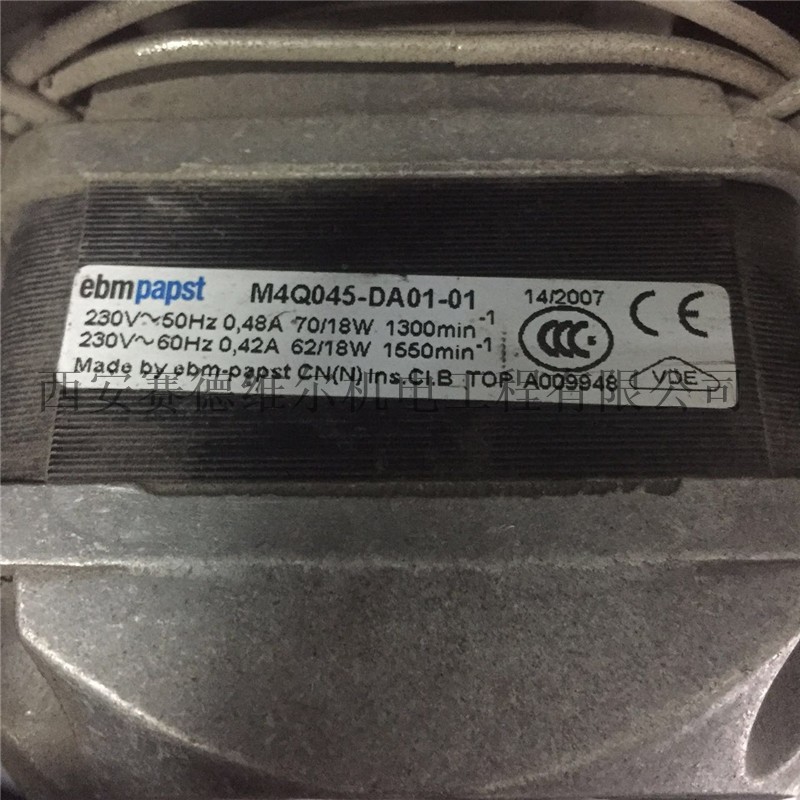 ebmpapst M4Q045-DA01-01 14/2007
230V~50Hz 0,48A 70/18W 1300min-1
230V~60Hz 0,42A 62/18W 1550min-1
Made by ebm-papst CN(N) Ins.Cl.B TOP A009948
CCC
CE
VDE
西安赛德维尔机电工程有限公司